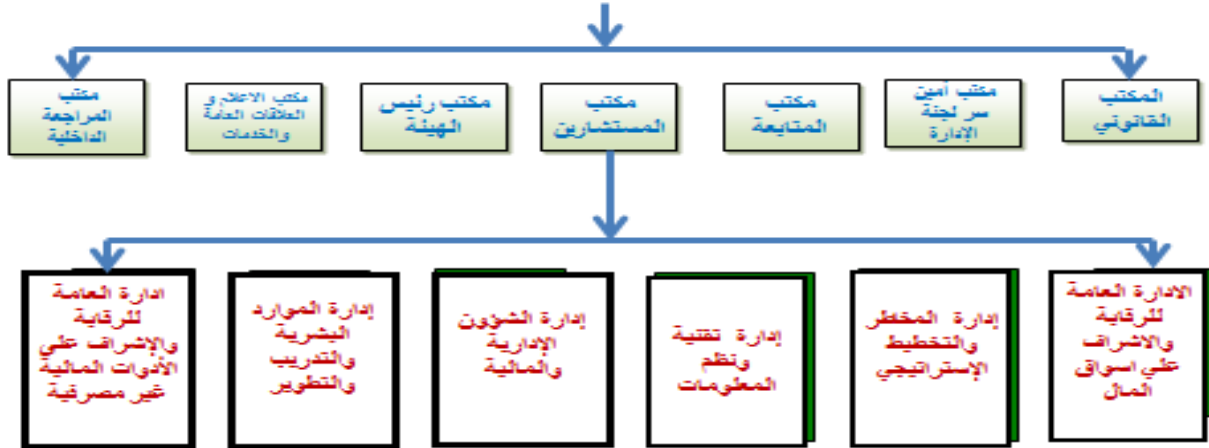 المكتب
القانوني
مكتب أمين
سر لجنة
الإدارة
مكتب
المتابعة
مكتب
المستشارين
مكتب رئيس
الهيئة
مكتب الاعلام و
العلاقات العامة
والخدمات
مكتب
المراجعة
الداخلية
الادارة العامة
للرقابة
والاشراف
علي اسواق
المال
إدارة المخاطر
والتخطيط
الإستراتيجي
إدارة تقنية
ونظم
المعلومات
إدارة الشؤون
الإدارية
والمالية
إدارة الموارد
البشرية
والتدريب
والتطوير
ادارة العامة
للرقابة
والإشراف علي
الأدوات المالية
غير مصرفية